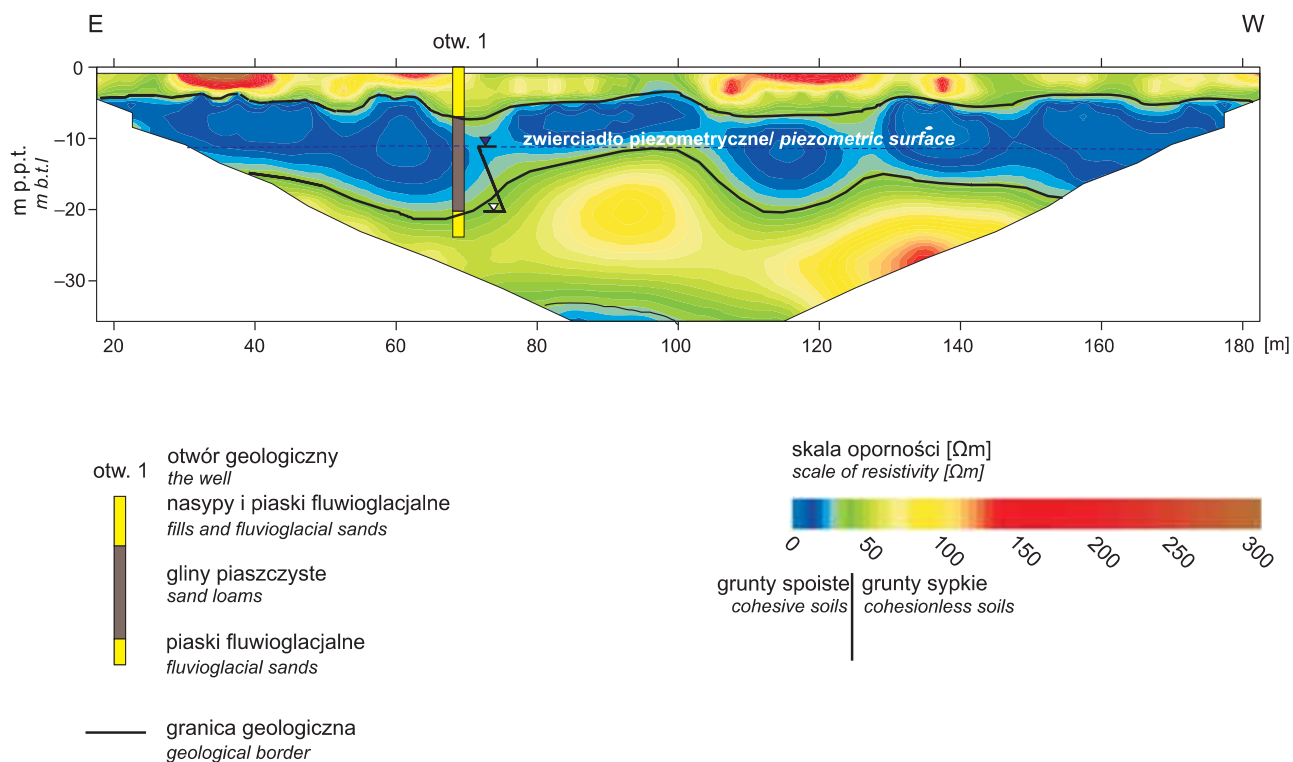 E
W
otw. 1
0
–10
–20
–30
m p.p.t.
m b.t.l
zwierciadło piezometryczne/ piezometric surface
20
40
60
80
100
120
140
160
180
[m]
otw. 1
otwór geologiczny
the well
nasypy i piaski fluwioglacjalne
fills and fluvioglacial sands
gliny piaszczyste
sand loams
piaski fluwioglacjalne
fluvioglacial sands
granica geologiczna
geological border
skala oporności [Ωm]
scale of resistivity [Ωm]
0
50
100
150
200
250
300
grunty spoiste
cohesive soils
grunty sypkie
cohesionless soils